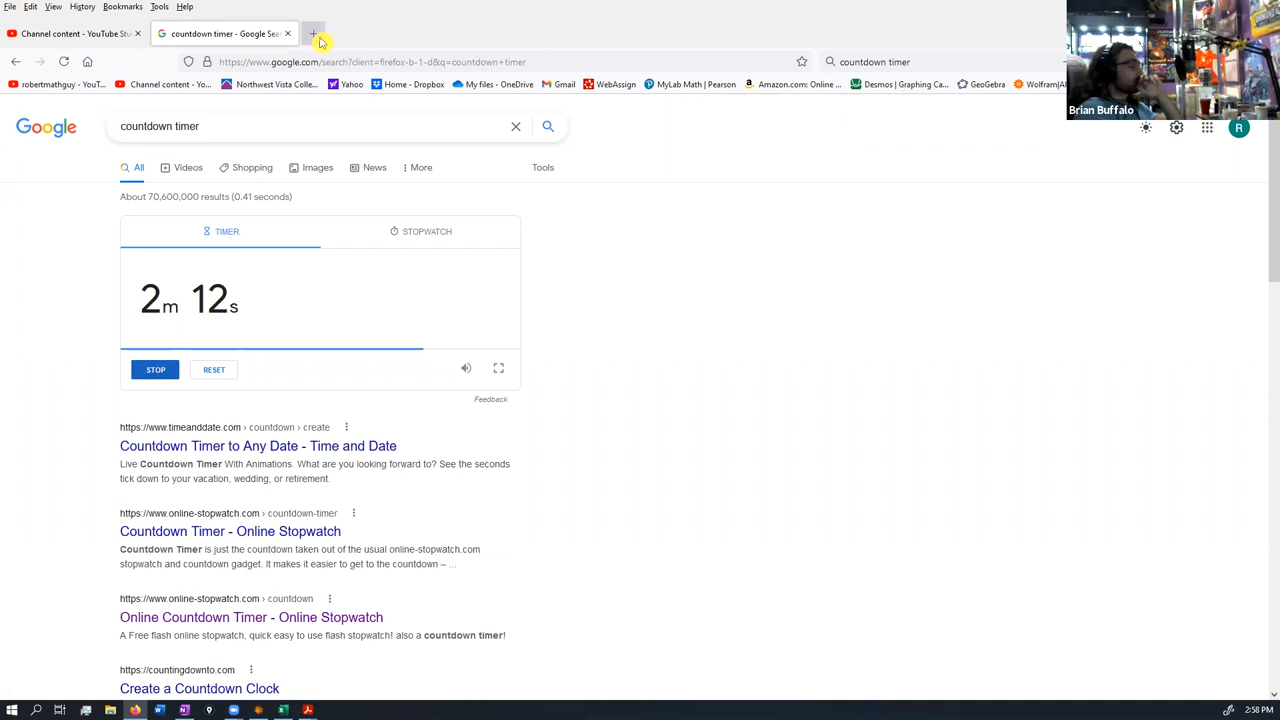 File Edit View History Bookmarks Tools Help
Channel content - YouTube Stu
countdown timer - Google Sea
https://www.google.com/search?client=firefox-b-1-d&q=countdown+timer
countdown timer
robertmathguy - YouT...
Channel content - Yo...
Northwest Vista Colle...
Yahoo
Home - Dropbox
My files - OneDrive
Gmail
WebAssign
MyLab Math | Pearson
Amazon.com: Online ...
Desmos | Graphing Ca...
GeoGebra
Wolfram|Al
Brian Buffalo
Google
countdown timer
R
All
Videos
Shopping
Images
News
More
Tools
About 70,600,000 results (0.41 seconds)
TIMER
STOPWATCH
2m 12s
STOP
RESET
Feedback
https://www.timeanddate.com › countdown › create
Countdown Timer to Any Date - Time and Date
Live Countdown Timer With Animations. What are you looking forward to? See the seconds
tick down to your vacation, wedding, or retirement.
https://www.online-stopwatch.com › countdown-timer
Countdown Timer - Online Stopwatch
Countdown Timer is just the countdown taken out of the usual online-stopwatch.com
stopwatch and countdown gadget. It makes it easier to get to the countdown – ...
https://www.online-stopwatch.com › countdown
Online Countdown Timer - Online Stopwatch
A Free flash online stopwatch, quick easy to use flash stopwatch! also a countdown timer!
https://countingdownto.com
Create a Countdown Clock
2:58 PM